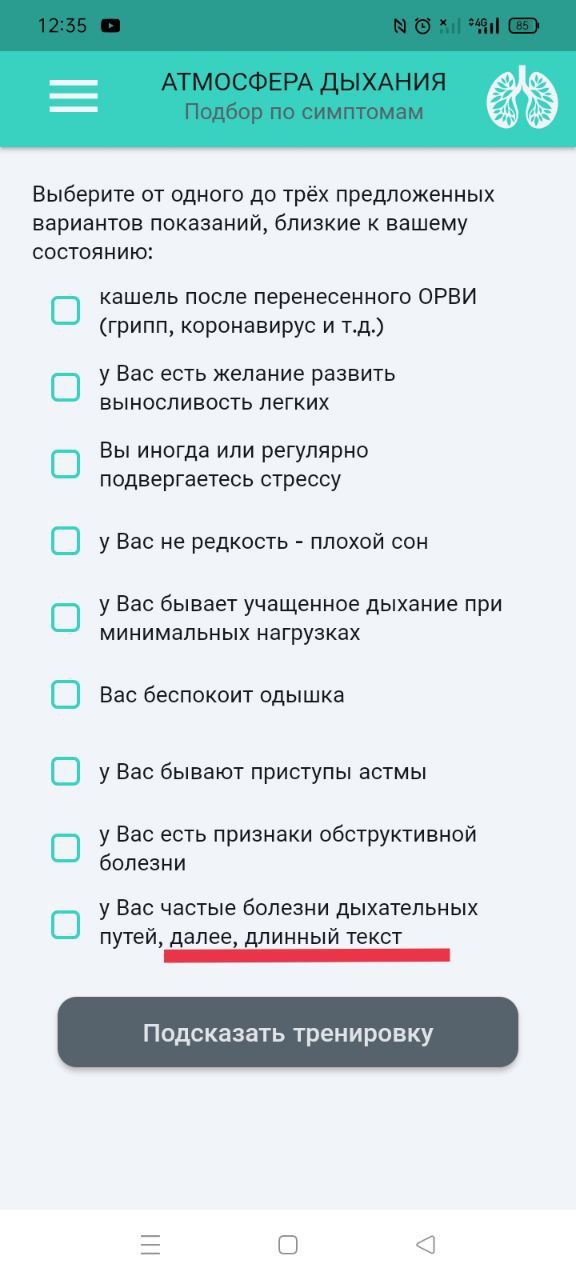 12:35
4G
85
АТМОСФЕРА ДЫХАНИЯ
Подбор по симптомам
Выберите от одного до трёх предложенных
вариантов показаний, близкие к вашему
состоянию:
кашель после перенесенного ОРВИ
(грипп, коронавирус и т.д.)
у Вас есть желание развить
выносливость легких
Вы иногда или регулярно
подвергаетесь стрессу
у Вас не редкость - плохой сон
у Вас бывает учащенное дыхание при
минимальных нагрузках
Вас беспокоит одышка
у Вас бывают приступы астмы
у Вас есть признаки обструктивной
болезни
у Вас частые болезни дыхательных
путей, далее, длинный текст
Подсказать тренировку